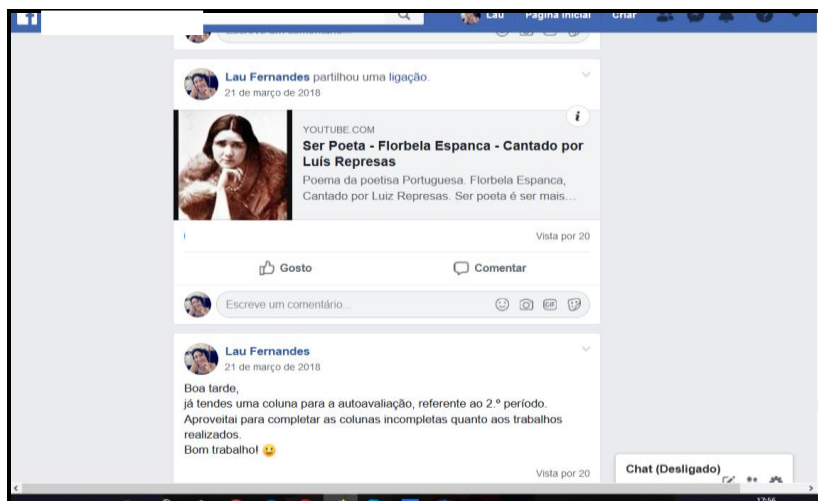 Lau
Página inicial
Criar
Lau Fernandes partilhou uma ligação.
21 de março de 2018
YOUTUBE.COM
Ser Poeta - Florbela Espanca - Cantado por
Luís Represas
Poema da poetisa Portuguesa. Florbela Espanca,
Cantado por Luiz Represas. Ser poeta é ser mais...
Vista por 20
Gosto
Comentar
Escreve um comentário...
GIF
Lau Fernandes
21 de março de 2018
Boa tarde,
já tendes uma coluna para a autoavaliação, referente ao 2.º período.
Aproveitai para completar as colunas incompletas quanto aos trabalhos
realizados.
Bom trabalho!
Vista por 20
Chat (Desligado)
17:56